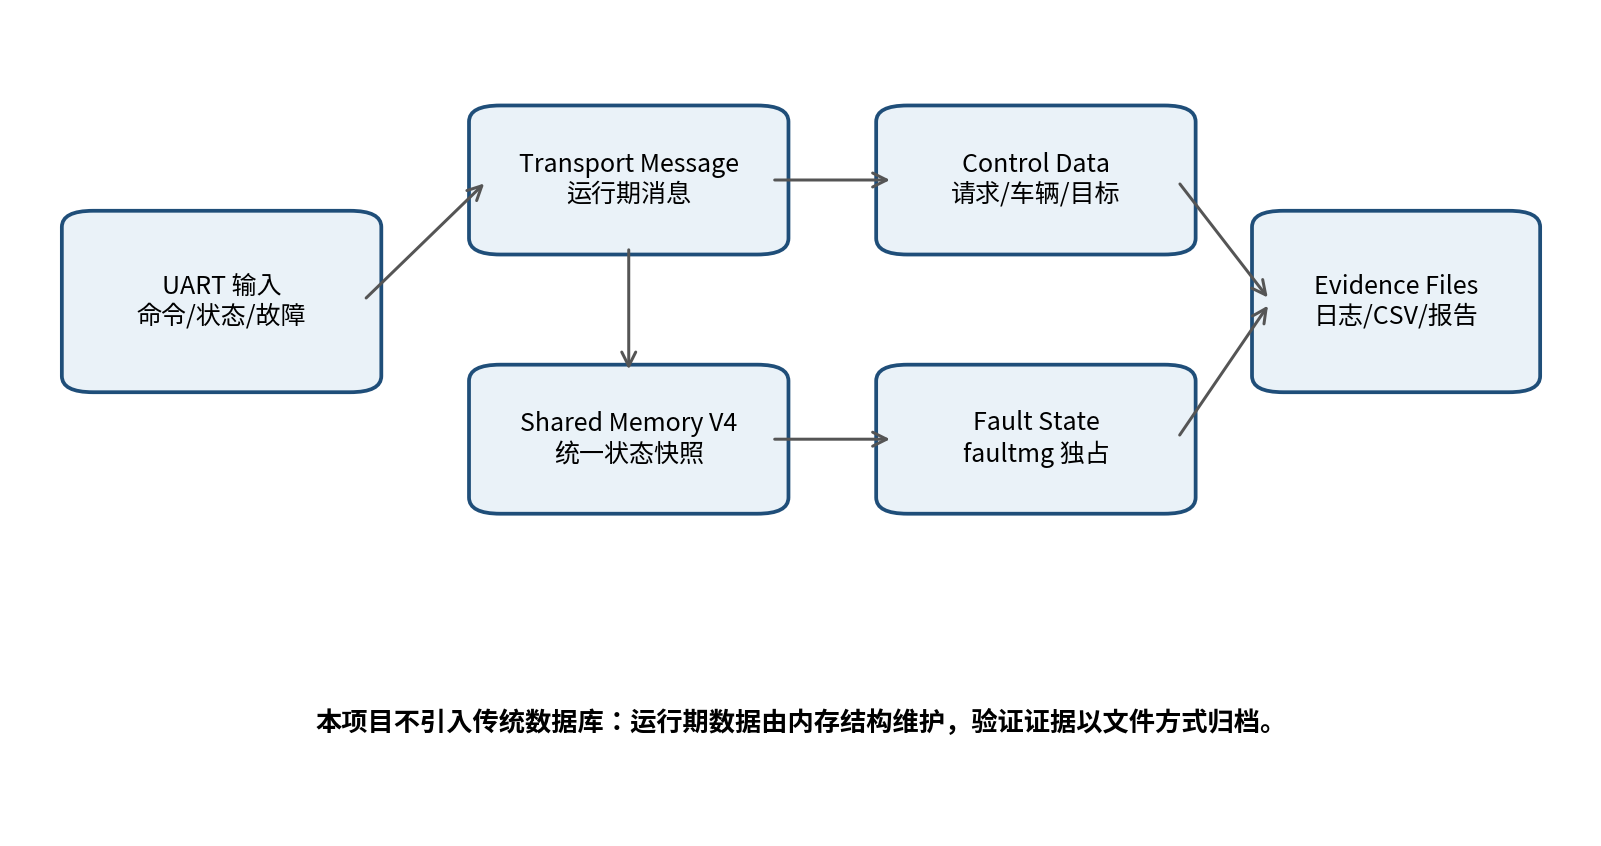 Transport Message
运行期消息
Control Data
请求/车辆/目标
UART 输入
命令/状态/故障
Evidence Files
日志/CSV/报告
Shared Memory V4
统一状态快照
Fault State
faultmg 独占
本项目不引入传统数据库：运行期数据由内存结构维护，验证证据以文件方式归档。